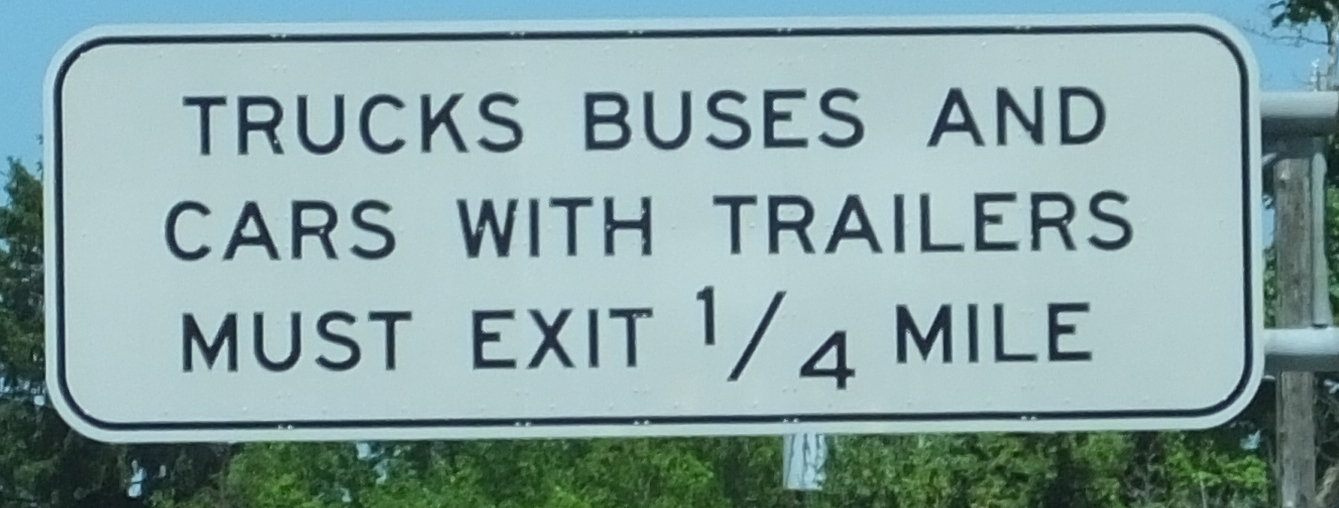 TRUCKS BUSES AND
CARS WITH TRAILERS
MUST EXIT 1/4 MILE